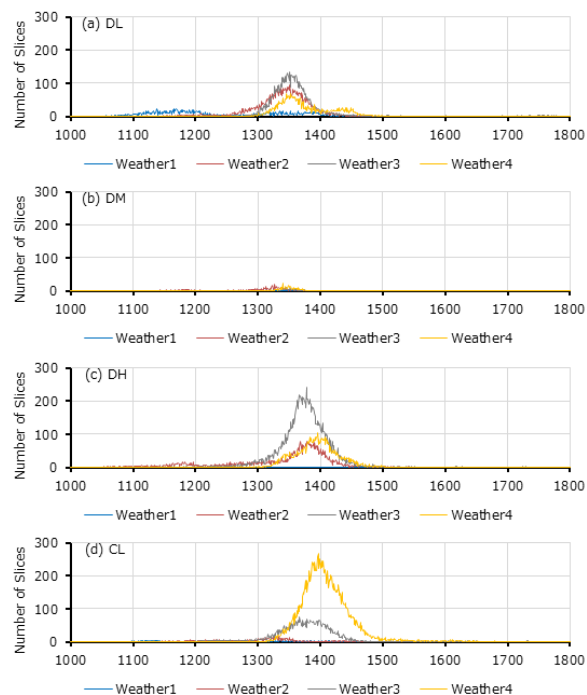 (a) DL
Number of Slices
300
200
100
0
1000 1100 1200 1300 1400 1500 1600 1700 1800
Weather1 Weather2 Weather3 Weather4
(b) DM
Number of Slices
300
200
100
0
1000 1100 1200 1300 1400 1500 1600 1700 1800
Weather1 Weather2 Weather3 Weather4
(c) DH
Number of Slices
300
200
100
0
1000 1100 1200 1300 1400 1500 1600 1700 1800
Weather1 Weather2 Weather3 Weather4
(d) CL
Number of Slices
300
200
100
0
1000 1100 1200 1300 1400 1500 1600 1700 1800
Weather1 Weather2 Weather3 Weather4